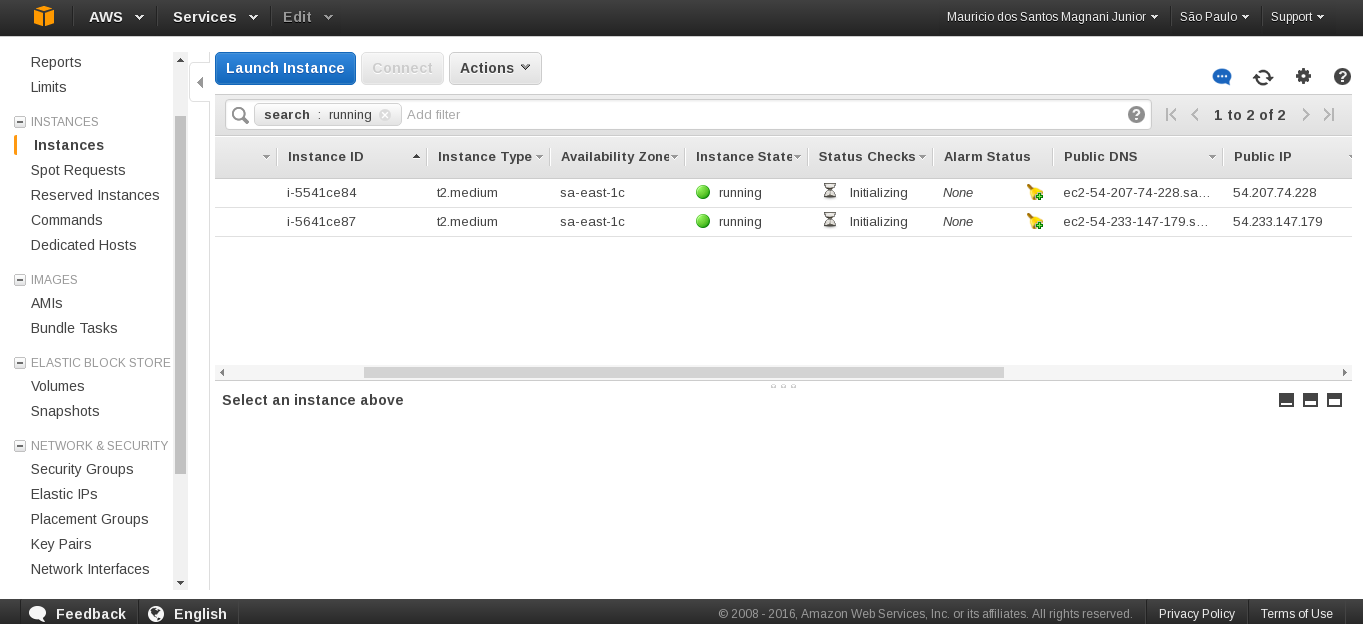 AWS Services Edit Mauricio dos Santos Magnani Junior São Paulo Support
Reports
Limits
INSTANCES
Instances
Spot Requests
Reserved Instances
Commands
Dedicated Hosts
IMAGES
AMIs
Bundle Tasks
ELASTIC BLOCK STORE
Volumes
Snapshots
NETWORK & SECURITY
Security Groups
Elastic IPs
Placement Groups
Key Pairs
Network Interfaces
Launch Instance Connect Actions
search : running Add filter 1 to 2 of 2
Instance ID Instance Type Availability Zone Instance State Status Checks Alarm Status Public DNS Public IP
i-5541ce84 t2.medium sa-east-1c running Initializing None ec2-54-207-74-228.sa... 54.207.74.228
i-5641ce87 t2.medium sa-east-1c running Initializing None ec2-54-233-147-179.s... 54.233.147.179
Select an instance above
Feedback English © 2008 - 2016, Amazon Web Services, Inc. or its affiliates. All rights reserved. Privacy Policy Terms of Use